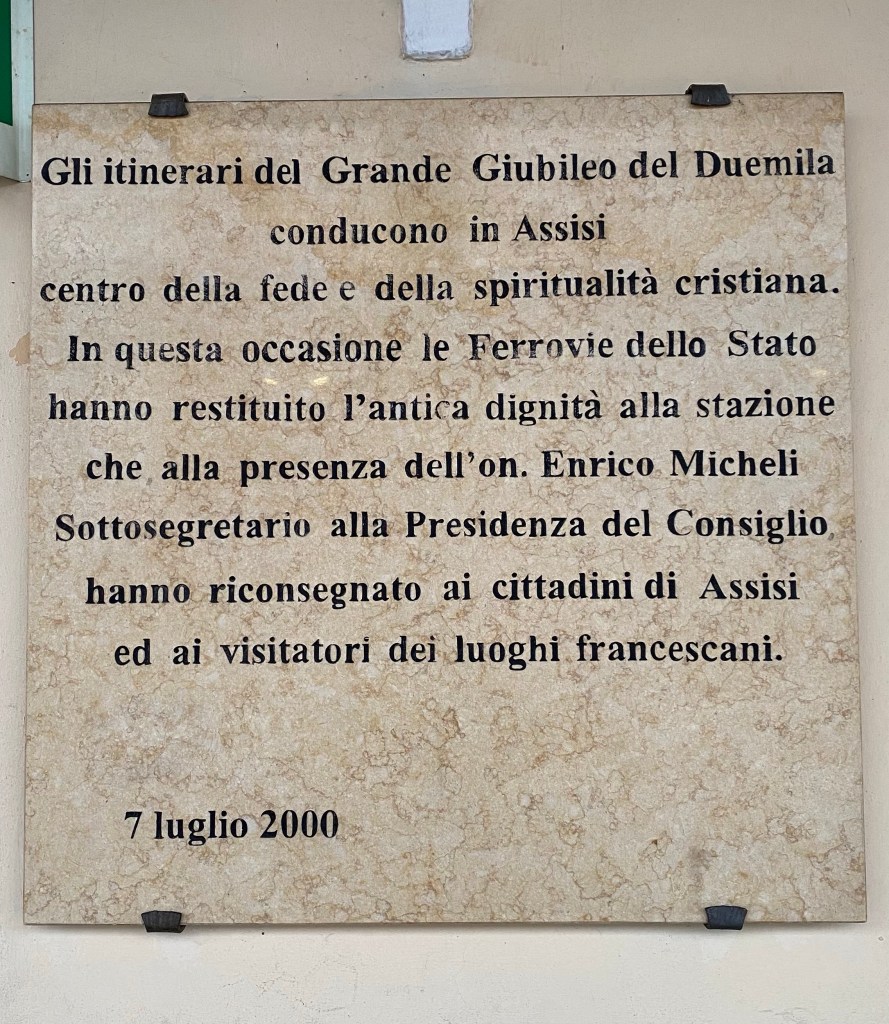 Gli itinerari del Grande Giubileo del Duemila
conducono in Assisi
centro della fede e della spiritualità cristiana.
In questa occasione le Ferrovie dello Stato
hanno restituito l'antica dignità alla stazione
che alla presenza dell'on. Enrico Micheli
Sottosegretario alla Presidenza del Consiglio,
hanno riconsegnato ai cittadini di Assisi
ed ai visitatori dei luoghi francescani.
7 luglio 2000